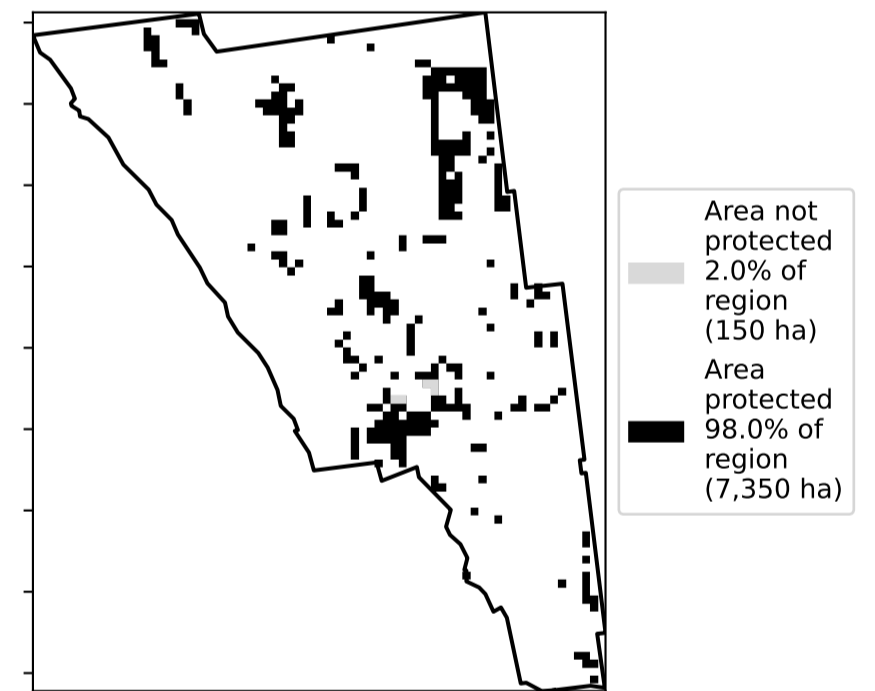 Area not
protected
2.0% of
region
(150 ha)
Area
protected
98.0% of
region
(7,350 ha)